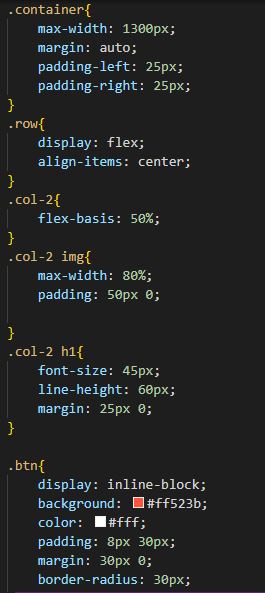 .container{
max-width: 1300px;
margin: auto;
padding-left: 25px;
padding-right: 25px;
}
.row{
display: flex;
align-items: center;
}
.col-2{
flex-basis: 50%;
}
.col-2 img{
max-width: 80%;
padding: 50px 0;
}
.col-2 h1{
font-size: 45px;
line-height: 60px;
margin: 25px 0;
}
.btn{
display: inline-block;
background: #ff523b;
color: #fff;
padding: 8px 30px;
margin: 30px 0;
border-radius: 30px;